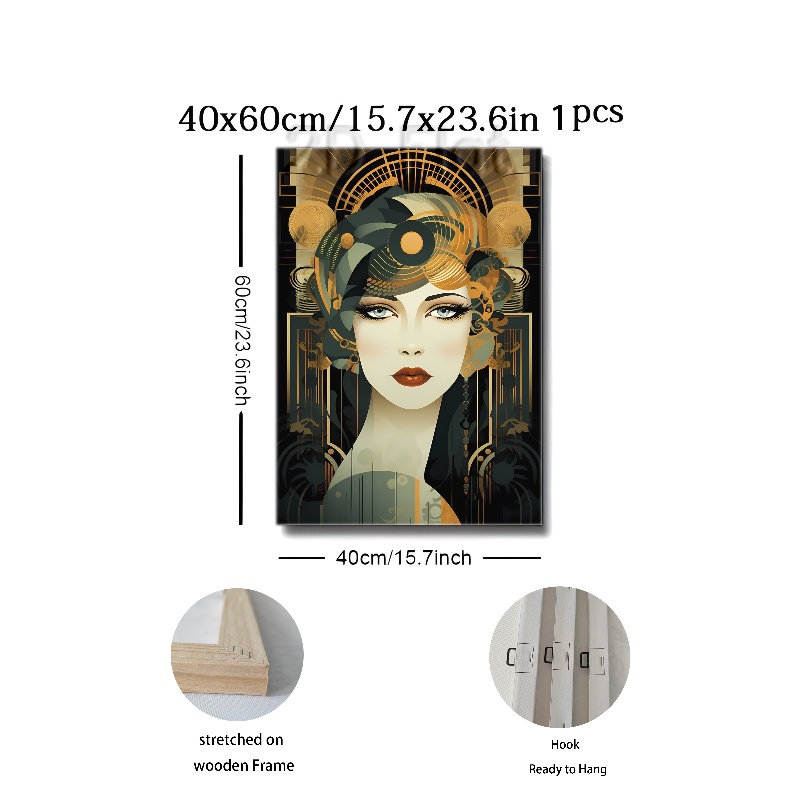 40x60cm/15.7x23.6in 1pcs
60cm/23.6inch
40cm/15.7inch
stretched on
wooden Frame
Hook
Ready to Hang